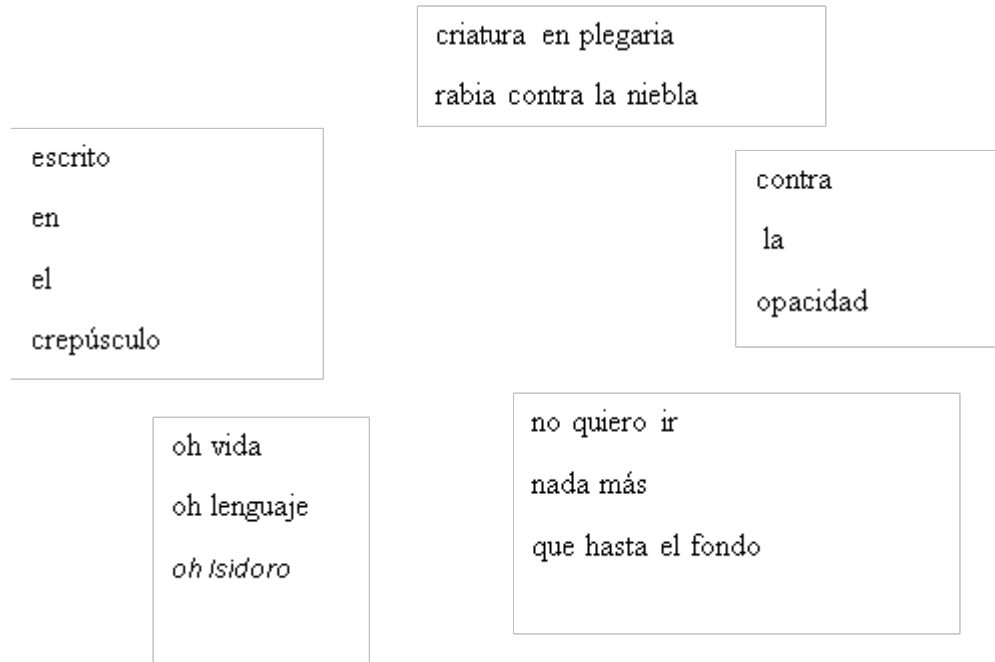 criatura en plegaria
rabia contra la niebla
escrito
en
el
crepúsculo
contra
la
opacidad
oh vida
oh lenguaje
oh Isidoro
no quiero ir
nada más
que hasta el fondo